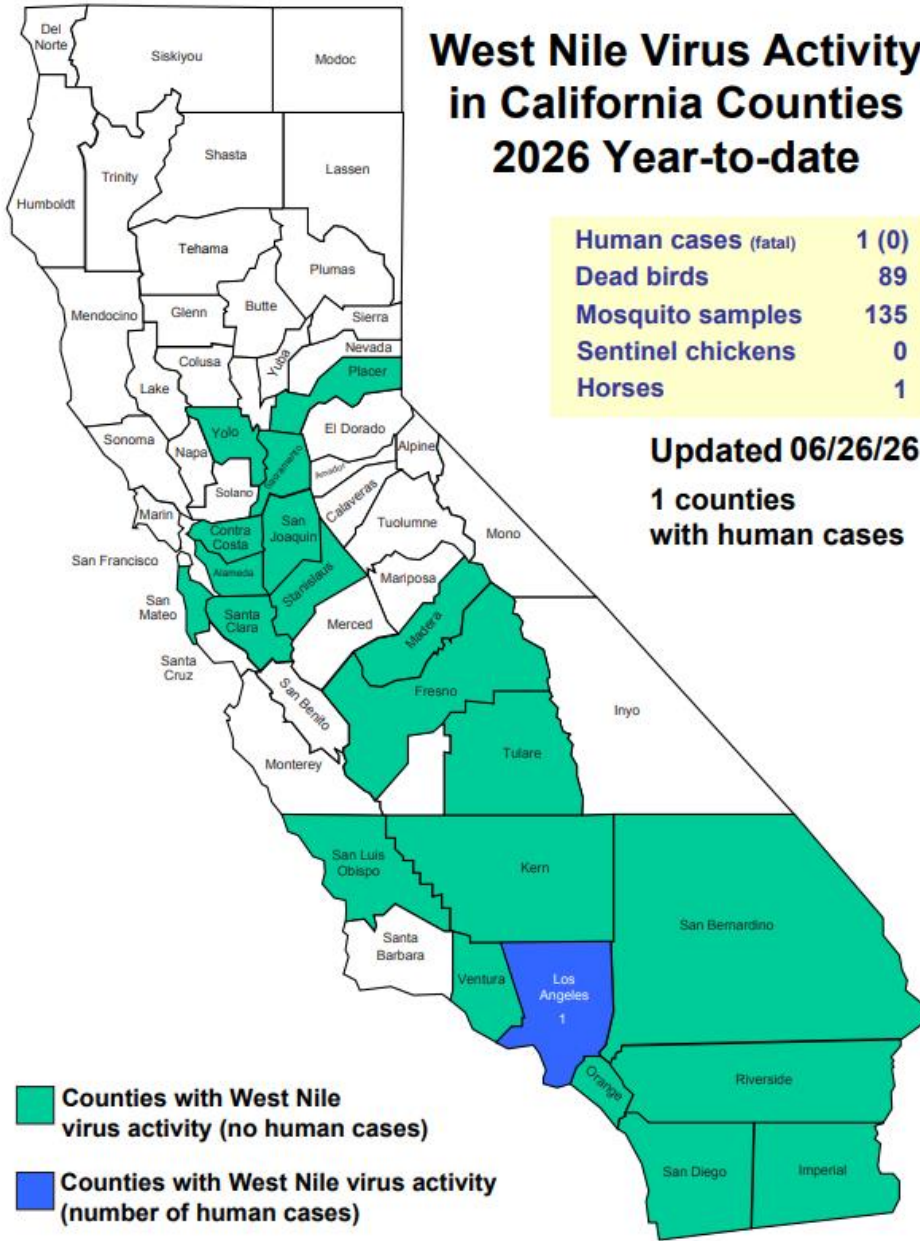 West Nile Virus Activity
in California Counties
2026 Year-to-date
Human cases (fatal) 1 (0)
Dead birds 89
Mosquito samples 135
Sentinel chickens 0
Horses 1
Updated 06/26/26
1 counties
with human cases
Del
Norte
Siskiyou
Modoc
Humboldt
Trinity
Shasta
Lassen
Tehama
Plumas
Mendocino
Glenn
Butte
Sierra
Nevada
Yuba
Colusa
Placer
Lake
Yolo
El Dorado
Sonoma
Napa
Sacramento
Alpine
Amador
Solano
Calaveras
Marin
Contra
Costa
San
Joaquin
Tuolumne
Mono
San Francisco
Alameda
Stanislaus
Mariposa
San
Mateo
Santa
Clara
Merced
Madera
Santa
Cruz
San Benito
Fresno
Inyo
Monterey
Tulare
San Luis
Obispo
Kern
San Bernardino
Santa
Barbara
Ventura
Los
Angeles
1
Orange
Riverside
San Diego
Imperial
Counties with West Nile
virus activity (no human cases)
Counties with West Nile virus activity
(number of human cases)